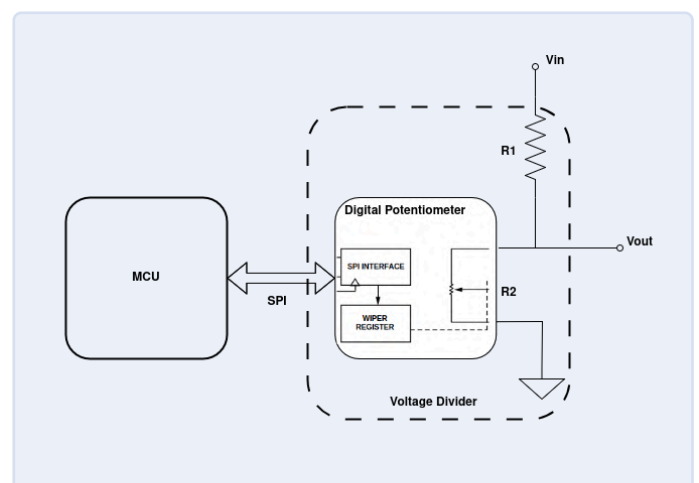 Vin
R1
Digital Potentiometer
Vout
SPI INTERFACE
MCU
R2
SPI
WIPER
REGISTER
Voltage Divider